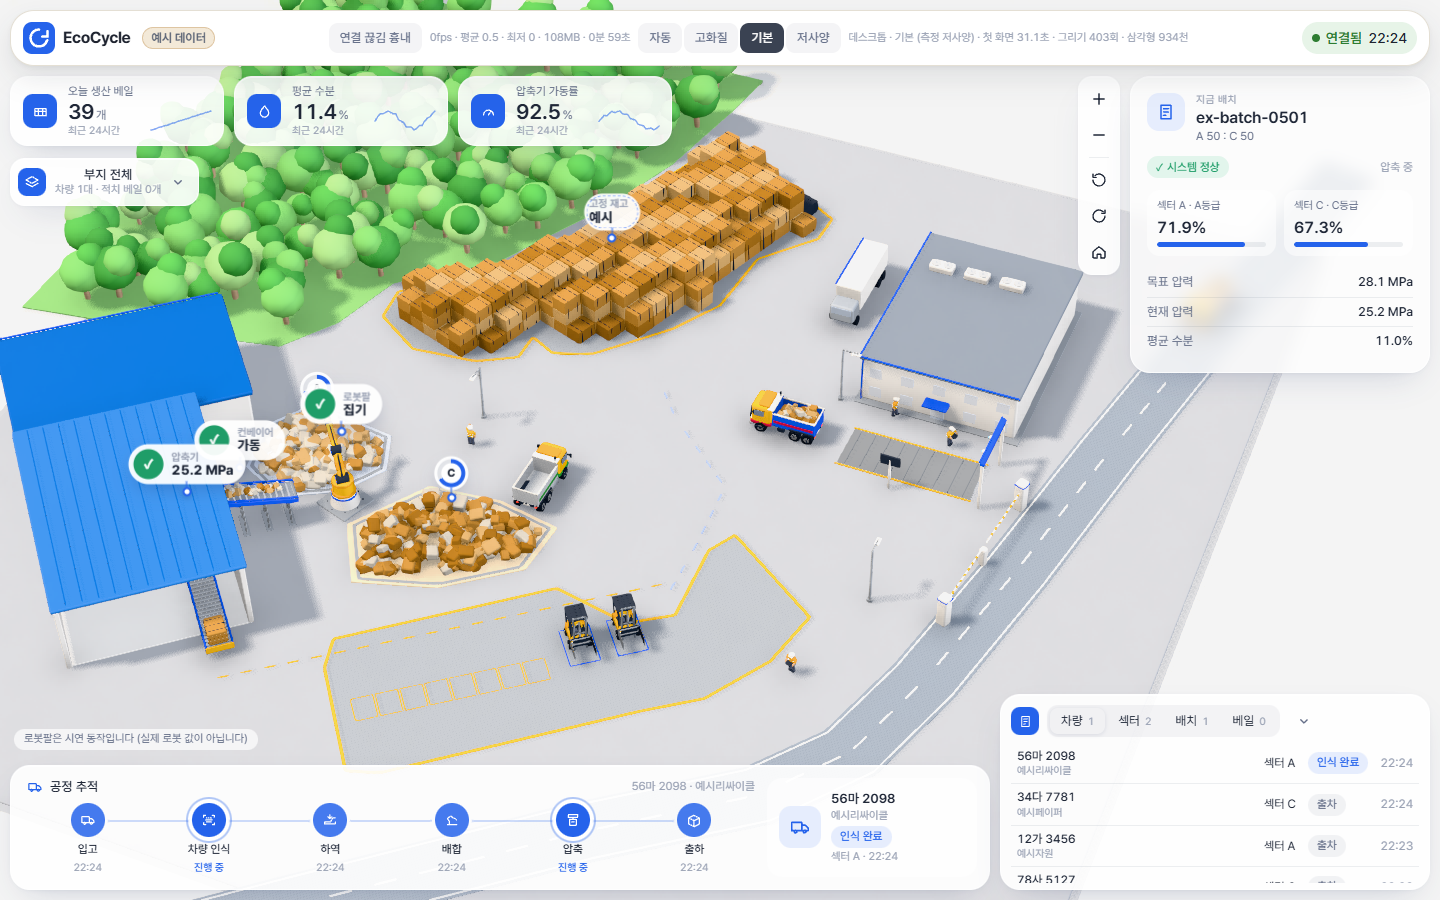 EcoCycle
예시 데이터
연결 끊김 흉내
0fps · 평균 0.5 · 최저 0 · 108MB · 0분 59초
자동
고화질
기본
저사양
데스크톱 · 기본 (측정 저사양) · 첫 화면 31.1초 · 그리기 403회 · 삼각형 934천
연결됨 22:24
오늘 생산 베일
39개
최근 24시간
평균 수분
11.4%
최근 24시간
압축기 가동률
92.5%
최근 24시간
부지 전체
차량 1대 · 적치 베일 0개
지금 배치
ex-batch-0501
A 50 : C 50
✓ 시스템 정상
압축 중
섹터 A · A등급
71.9%
섹터 C · C등급
67.3%
목표 압력 28.1 MPa
현재 압력 25.2 MPa
평균 수분 11.0%
고정 재고
예시
로봇팔
집기
컨베이어
가동
압축기
25.2 MPa
C
로봇팔은 시연 동작입니다 (실제 로봇 값이 아닙니다)
공정 추적
56마 2098 · 예시리싸이클
입고
22:24
차량 인식
진행 중
하역
22:24
배합
22:24
압축
진행 중
출하
22:24
56마 2098
예시리싸이클
인식 완료
섹터 A · 22:24
차량 1
섹터 2
배치 1
베일 0
56마 2098
예시리싸이클
섹터 A 인식 완료 22:24
34다 7781
예시페이퍼
섹터 C 출차 22:24
12가 3456
예시자원
섹터 A 출차 22:23
78사 5127